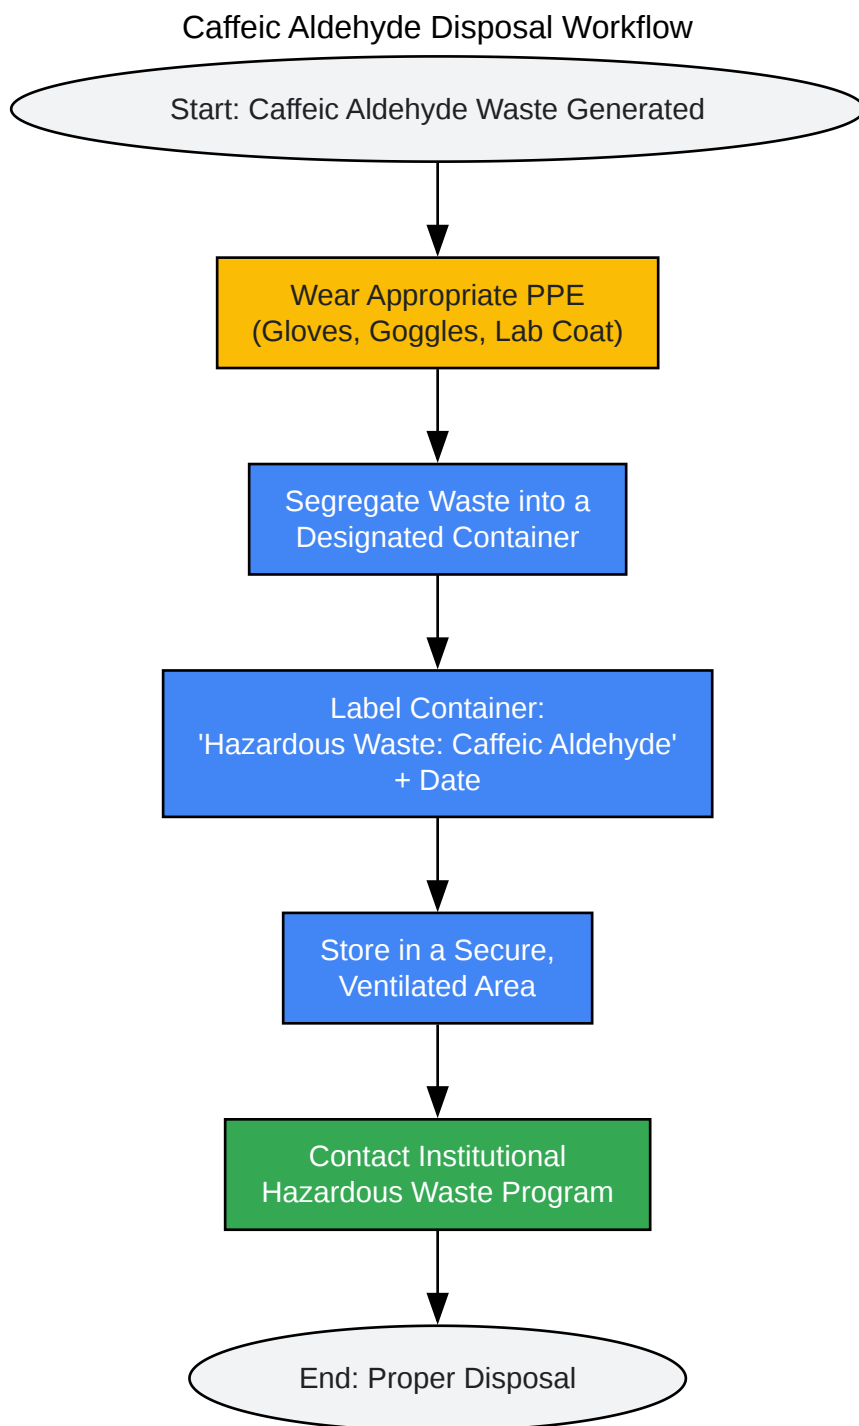 Caffeic Aldehyde Disposal Workflow
Start: Caffeic Aldehyde Waste Generated
Wear Appropriate PPE
(Gloves, Goggles, Lab Coat)
Segregate Waste into a
Designated Container
Label Container:
'Hazardous Waste: Caffeic Aldehyde'
+ Date
Store in a Secure,
Ventilated Area
Contact Institutional
Hazardous Waste Program
End: Proper Disposal